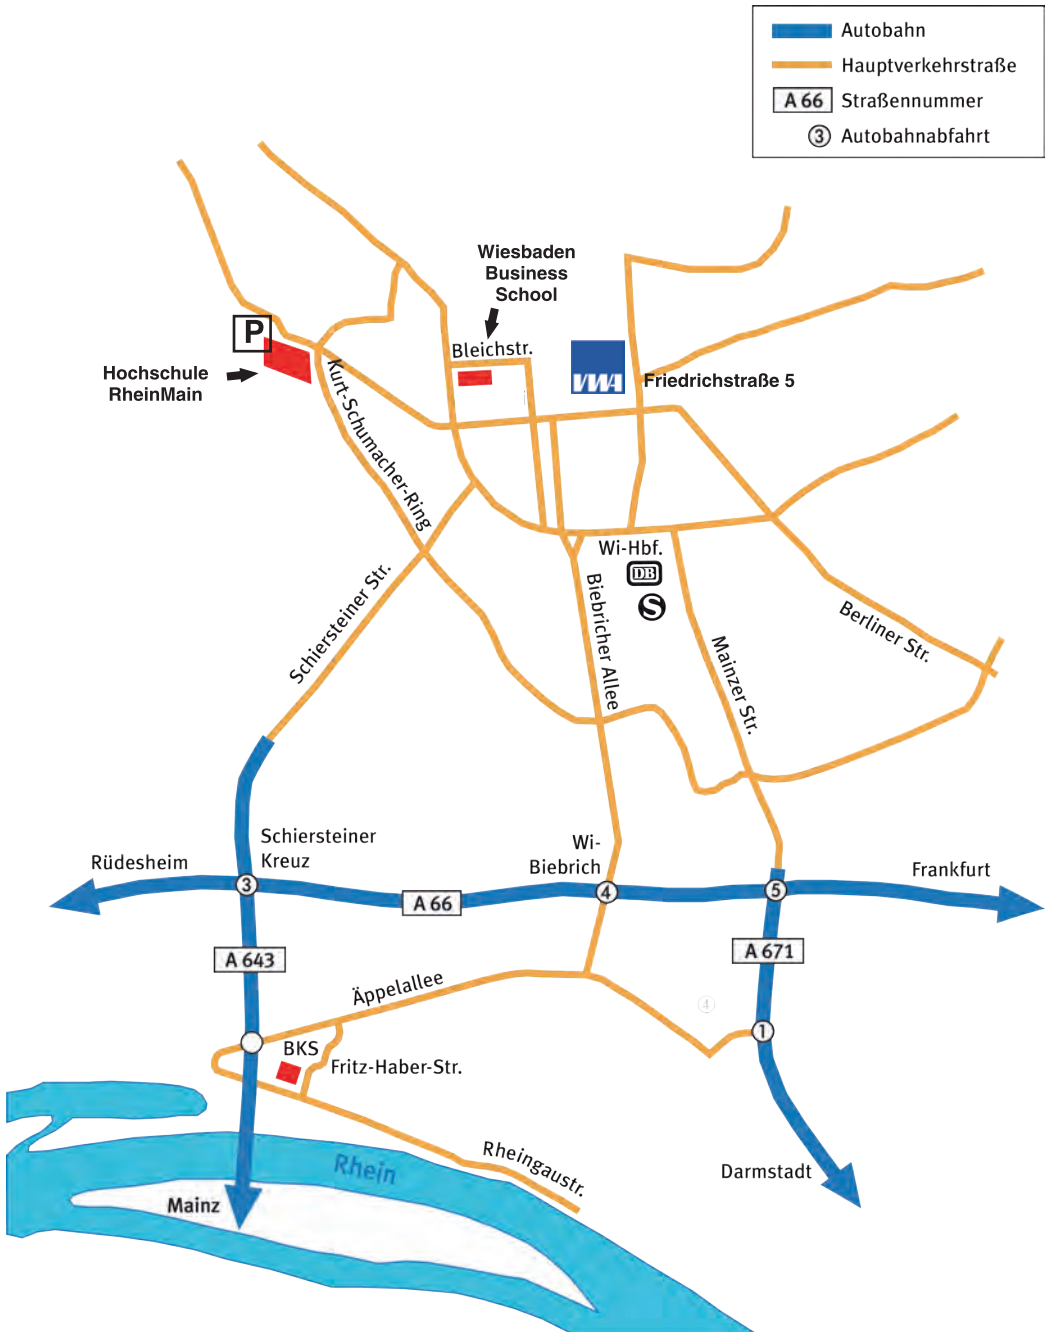 Autobahn
Hauptverkehrstraße
A 66 Straßennummer
3 Autobahnabfahrt
Wiesbaden
Business
School
P
Bleichstr.
VWA
Hochschule
RheinMain
Friedrichstraße 5
Kurt-Schumacher-Ring
Wi-Hbf.
DB
S
Schiersteiner Str.
Biebricher Allee
Mainzer Str.
Berliner Str.
Schiersteiner
Kreuz
Wi-
Biebrich
Rüdesheim
Frankfurt
3
4
5
A 66
A 643
A 671
Äppelallee
4
1
BKS
Fritz-Haber-Str.
Rheingaustr.
Rhein
Darmstadt
Mainz